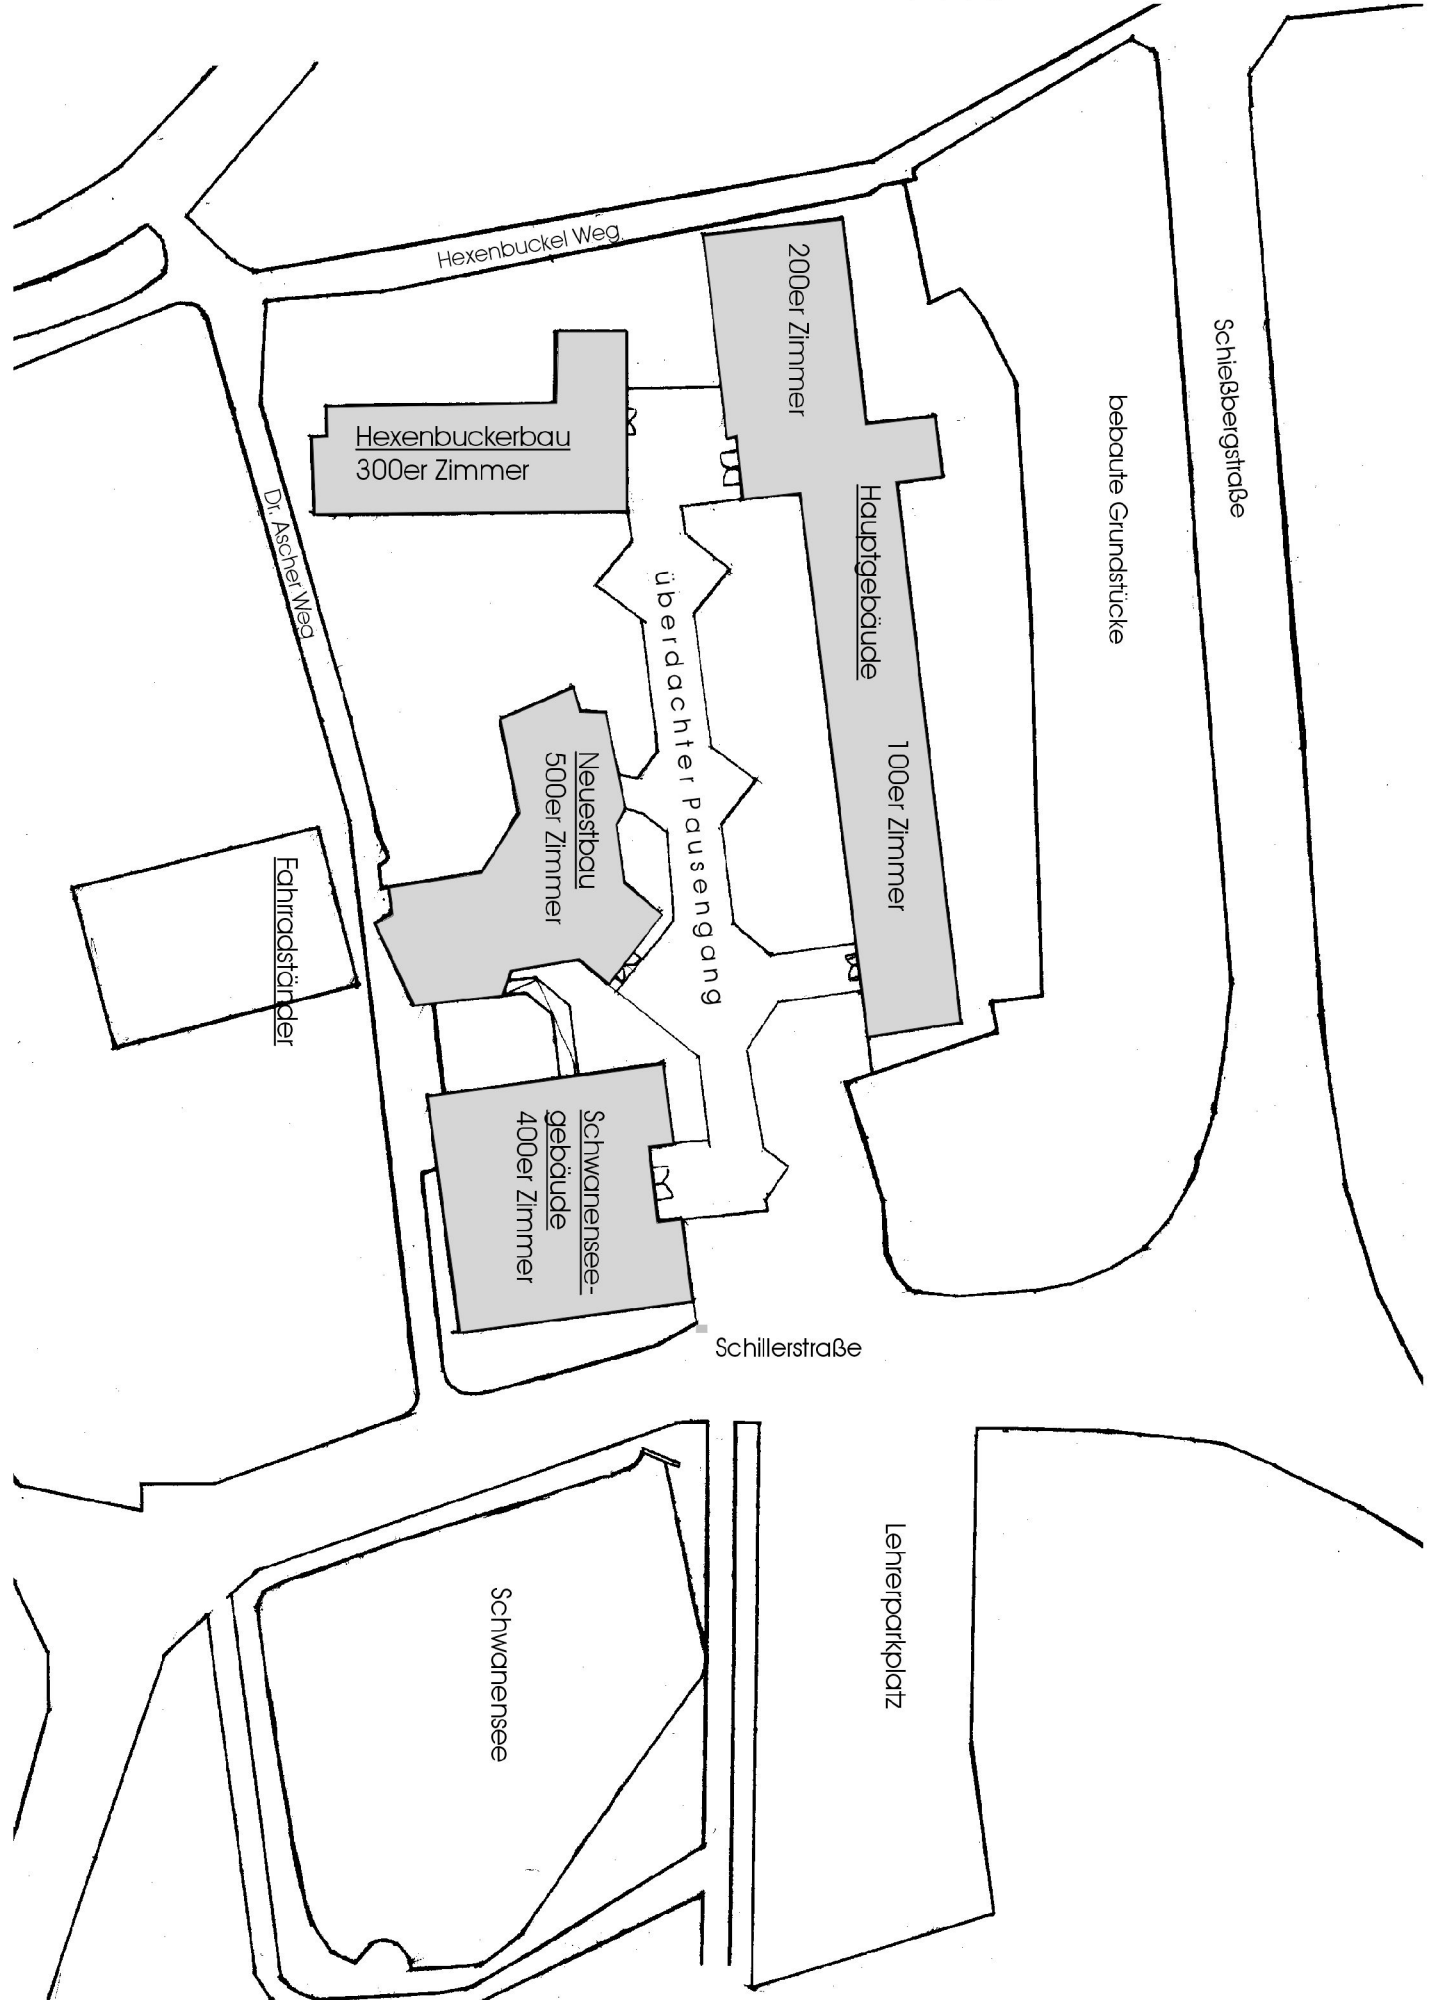 Hexenbuckel Weg
200er Zimmer
Schießbergstraße
bebaute Grundstücke
Hexenbuckerbau
300er Zimmer
Hauptgebäude
Dr. Ascher Weg
überdachter Pausengang
100er Zimmer
Neuestbau
500er Zimmer
Fahrradständer
Schwanensee-
gebäude
400er Zimmer
Schillerstraße
Lehrerparkplatz
Schwanensee